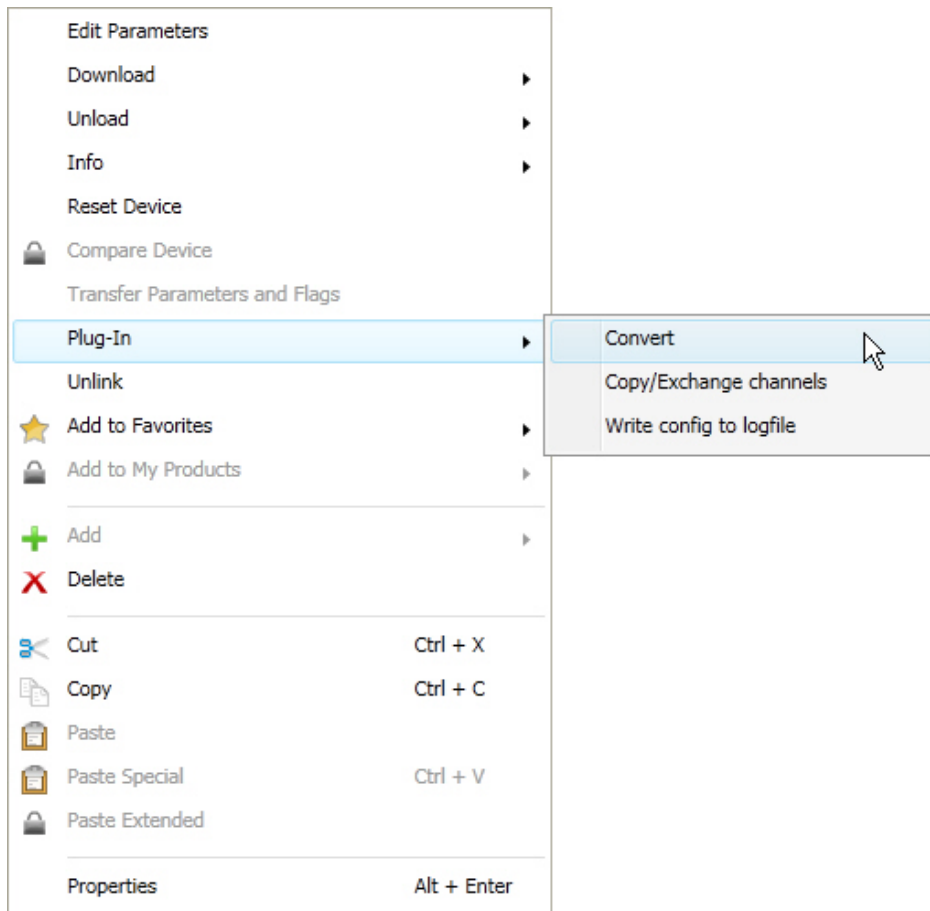 Edit Parameters
Download
Unload
Info
Reset Device
Compare Device
Transfer Parameters and Flags
Plug-In
Convert
Unlink
Copy/Exchange channels
Add to Favorites
Write config to logfile
Add to My Products
Add
Delete
Cut Ctrl + X
Copy Ctrl + C
Paste
Paste Special Ctrl + V
Paste Extended
Properties Alt + Enter